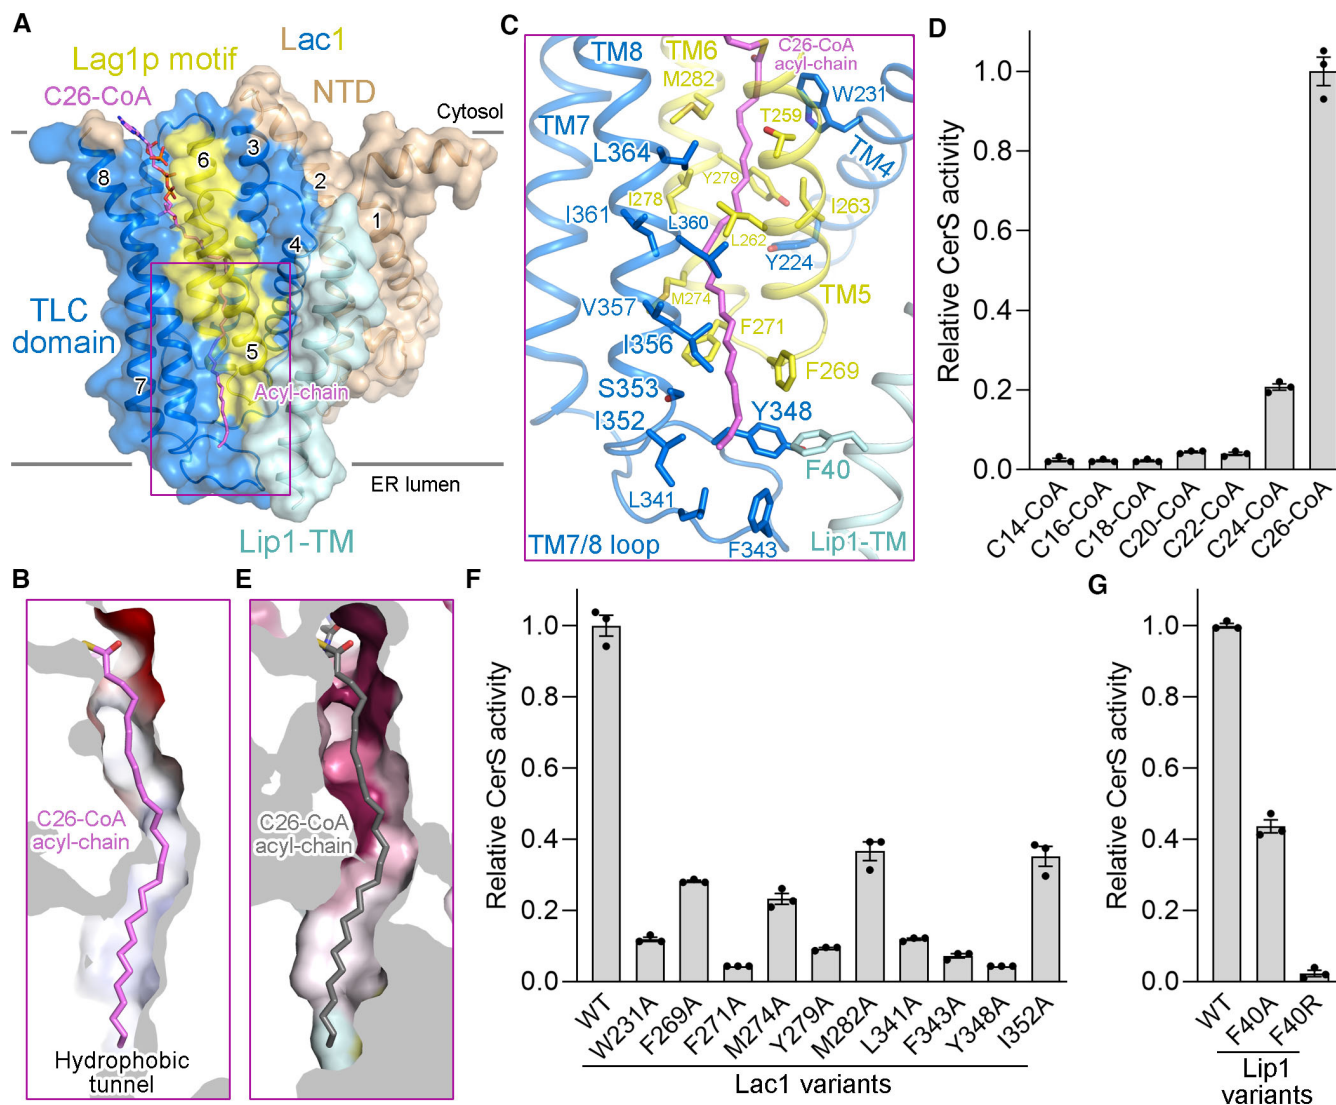 A
Lac1
Lag1p motif
C26-CoA
NTD
Cytosol
3
6
8
2
1
4
TLC
domain
5
7
Acyl-chain
ER lumen
Lip1-TM
C
TM8
TM6
C26-CoA
acyl-chain
M282
W231
T259
TM7
TM4
L364
Y279
I278
I263
I361
L360
L262
Y224
M274
TM5
V357
F271
I356
F269
S353
Y348
I352
F40
L341
TM7/8 loop
F343
Lip1-TM
D
Relative CerS activity
1.0
0.8
0.6
0.4
0.2
0.0
C14-CoA
C16-CoA
C18-CoA
C20-CoA
C22-CoA
C24-CoA
C26-CoA
B
C26-CoA
acyl-chain
Hydrophobic
tunnel
E
C26-CoA
acyl-chain
F
Relative CerS activity
1.0
0.8
0.6
0.4
0.2
0.0
WT
W231A
F269A
F271A
M274A
Y279A
M282A
L341A
F343A
Y348A
I352A
Lac1 variants
G
Relative CerS activity
1.0
0.8
0.6
0.4
0.2
0.0
WT
F40A
F40R
Lip1
variants